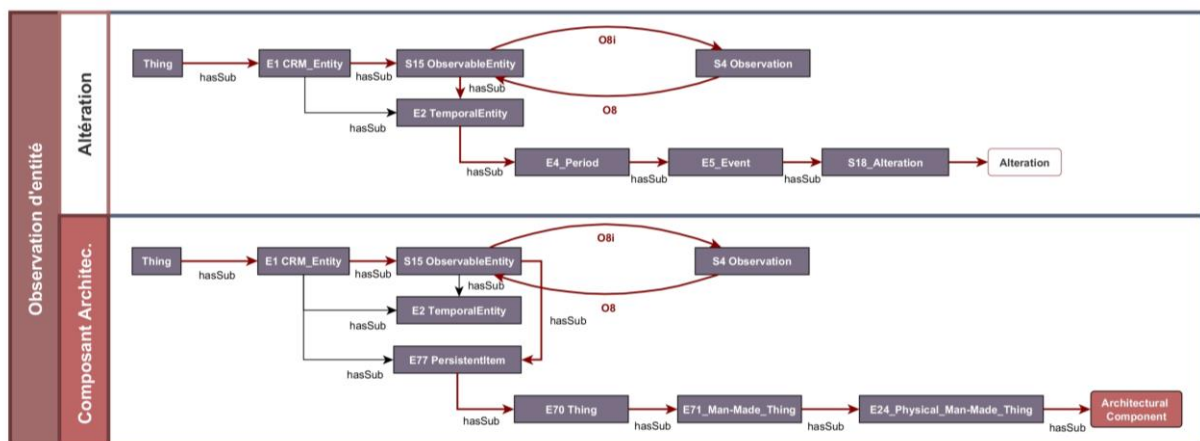 Observation d'entité
Altération
O8i
Thing
E1 CRM_Entity
S15 ObservableEntity
S4 Observation
hasSub
hasSub
hasSub
O8
E2 TemporalEntity
hasSub
E4_Period
E5_Event
S18_Alteration
Alteration
hasSub
hasSub
hasSub
Composant Architec.
O8i
Thing
E1 CRM_Entity
S15 ObservableEntity
S4 Observation
hasSub
hasSub
hasSub
O8
E2 TemporalEntity
hasSub
hasSub
E77 PersistentItem
hasSub
E70 Thing
E71_Man-Made_Thing
E24_Physical_Man-Made_Thing
Architectural
Component
hasSub
hasSub
hasSub
hasSub